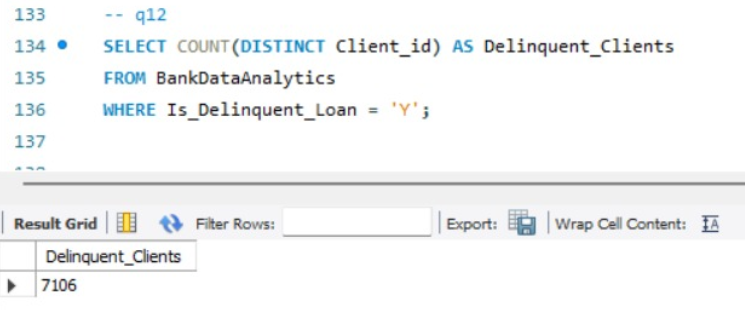 133 -- q12
134 SELECT COUNT(DISTINCT Client_id) AS Delinquent_Clients
135 FROM BankDataAnalytics
136 WHERE Is_Delinquent_Loan = 'Y';
137
Result Grid Filter Rows: Export: Wrap Cell Content: IA
Delinquent_Clients
7106